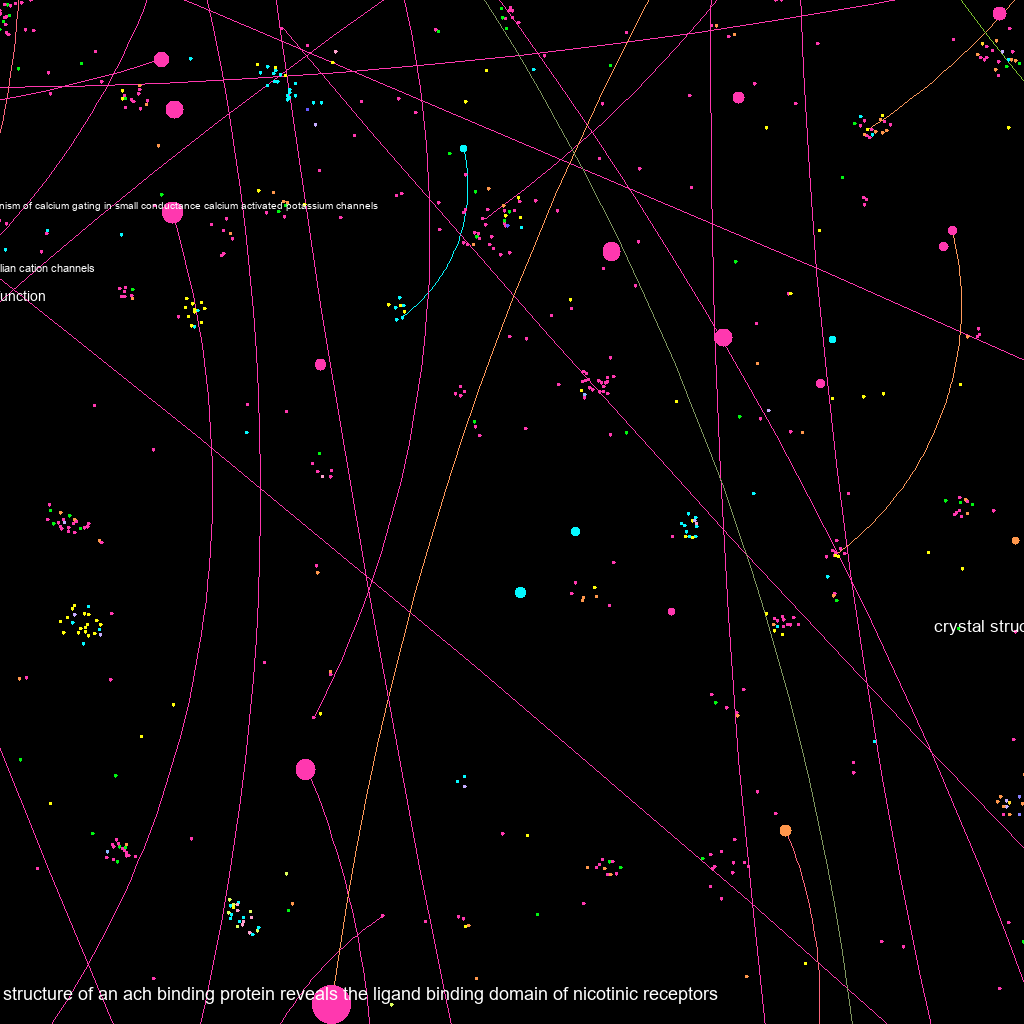 nism of calcium gating in small conductance calcium activated potassium channels
lian cation channels
unction
crystal struc
structure of an ach binding protein reveals the ligand binding domain of nicotinic receptors